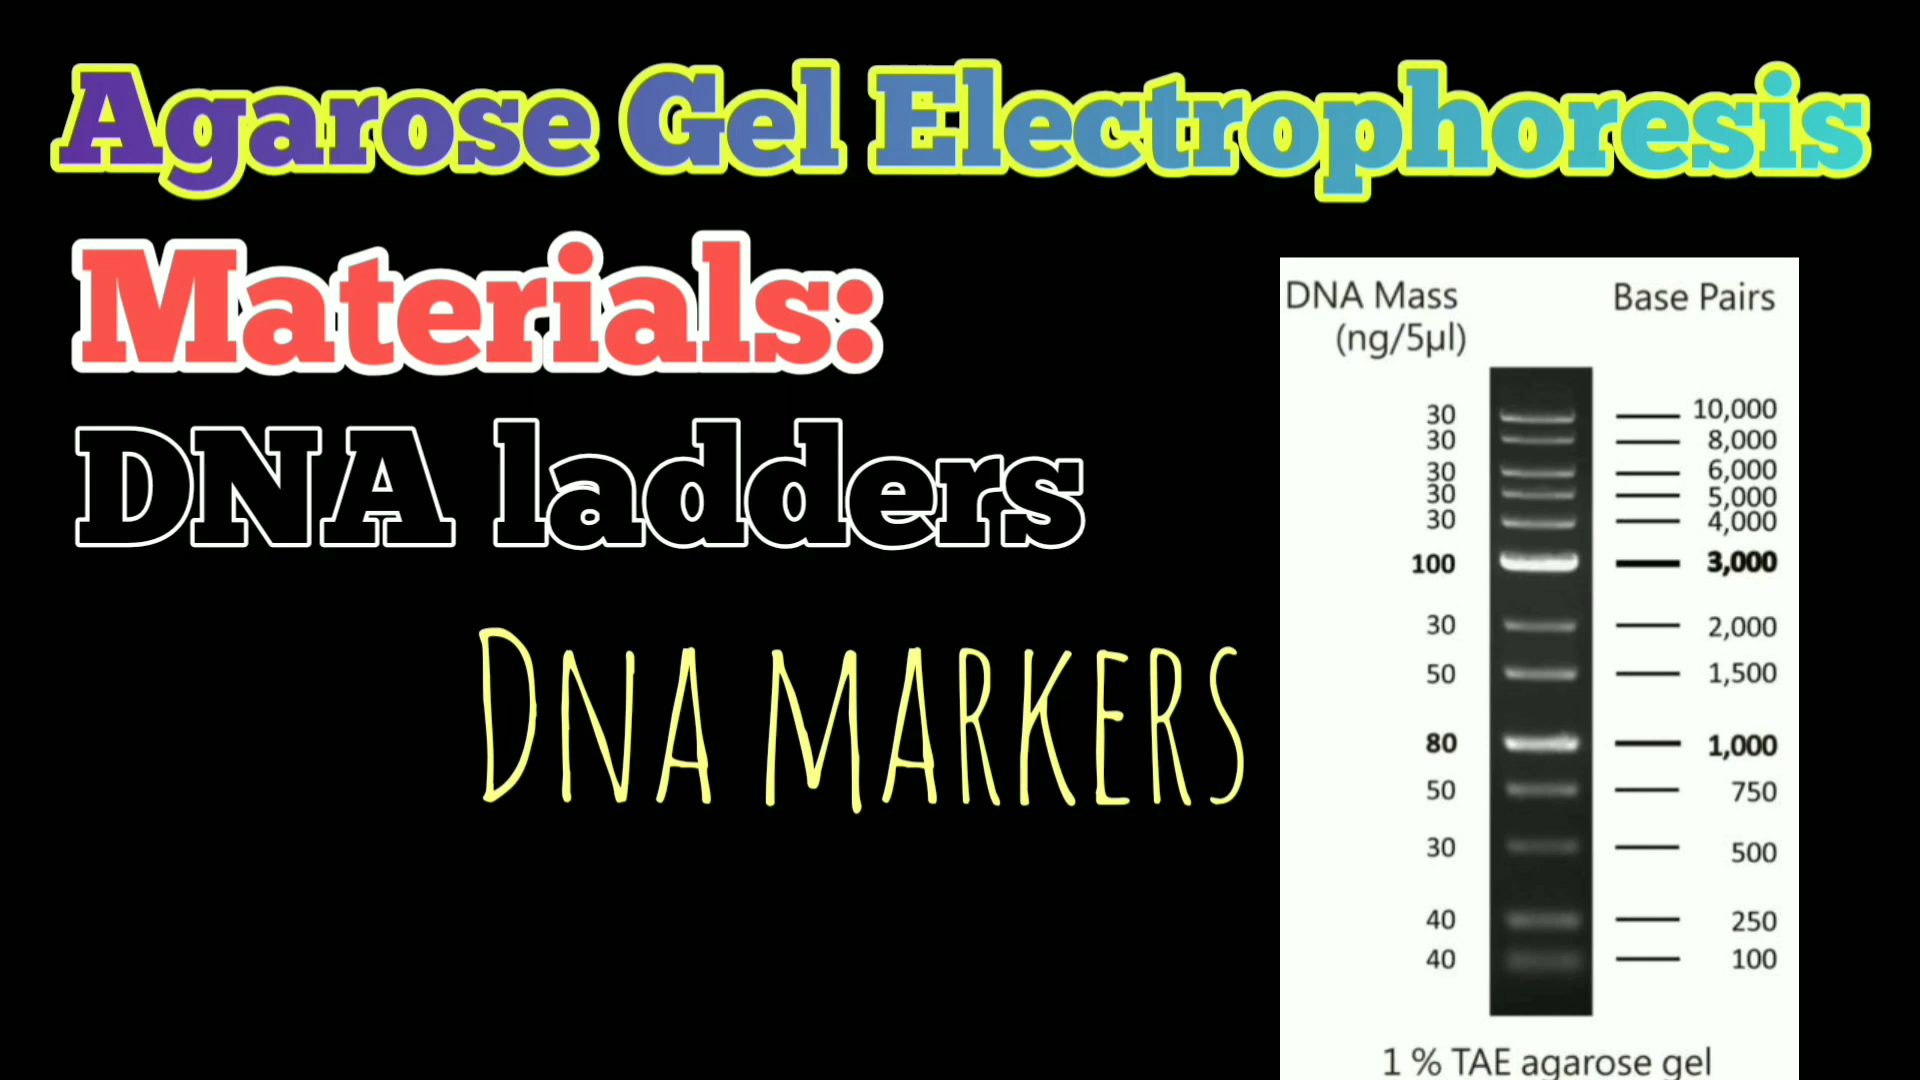 Agarose Gel Electrophoresis
Materials:
DNA ladders
DNA MARKERS
DNA Mass
(ng/5µl)
Base Pairs
30 10,000
30 8,000
30 6,000
30 5,000
30 4,000
100 3,000
30 2,000
50 1,500
80 1,000
50 750
30 500
40 250
40 100
1 % TAE agarose gel